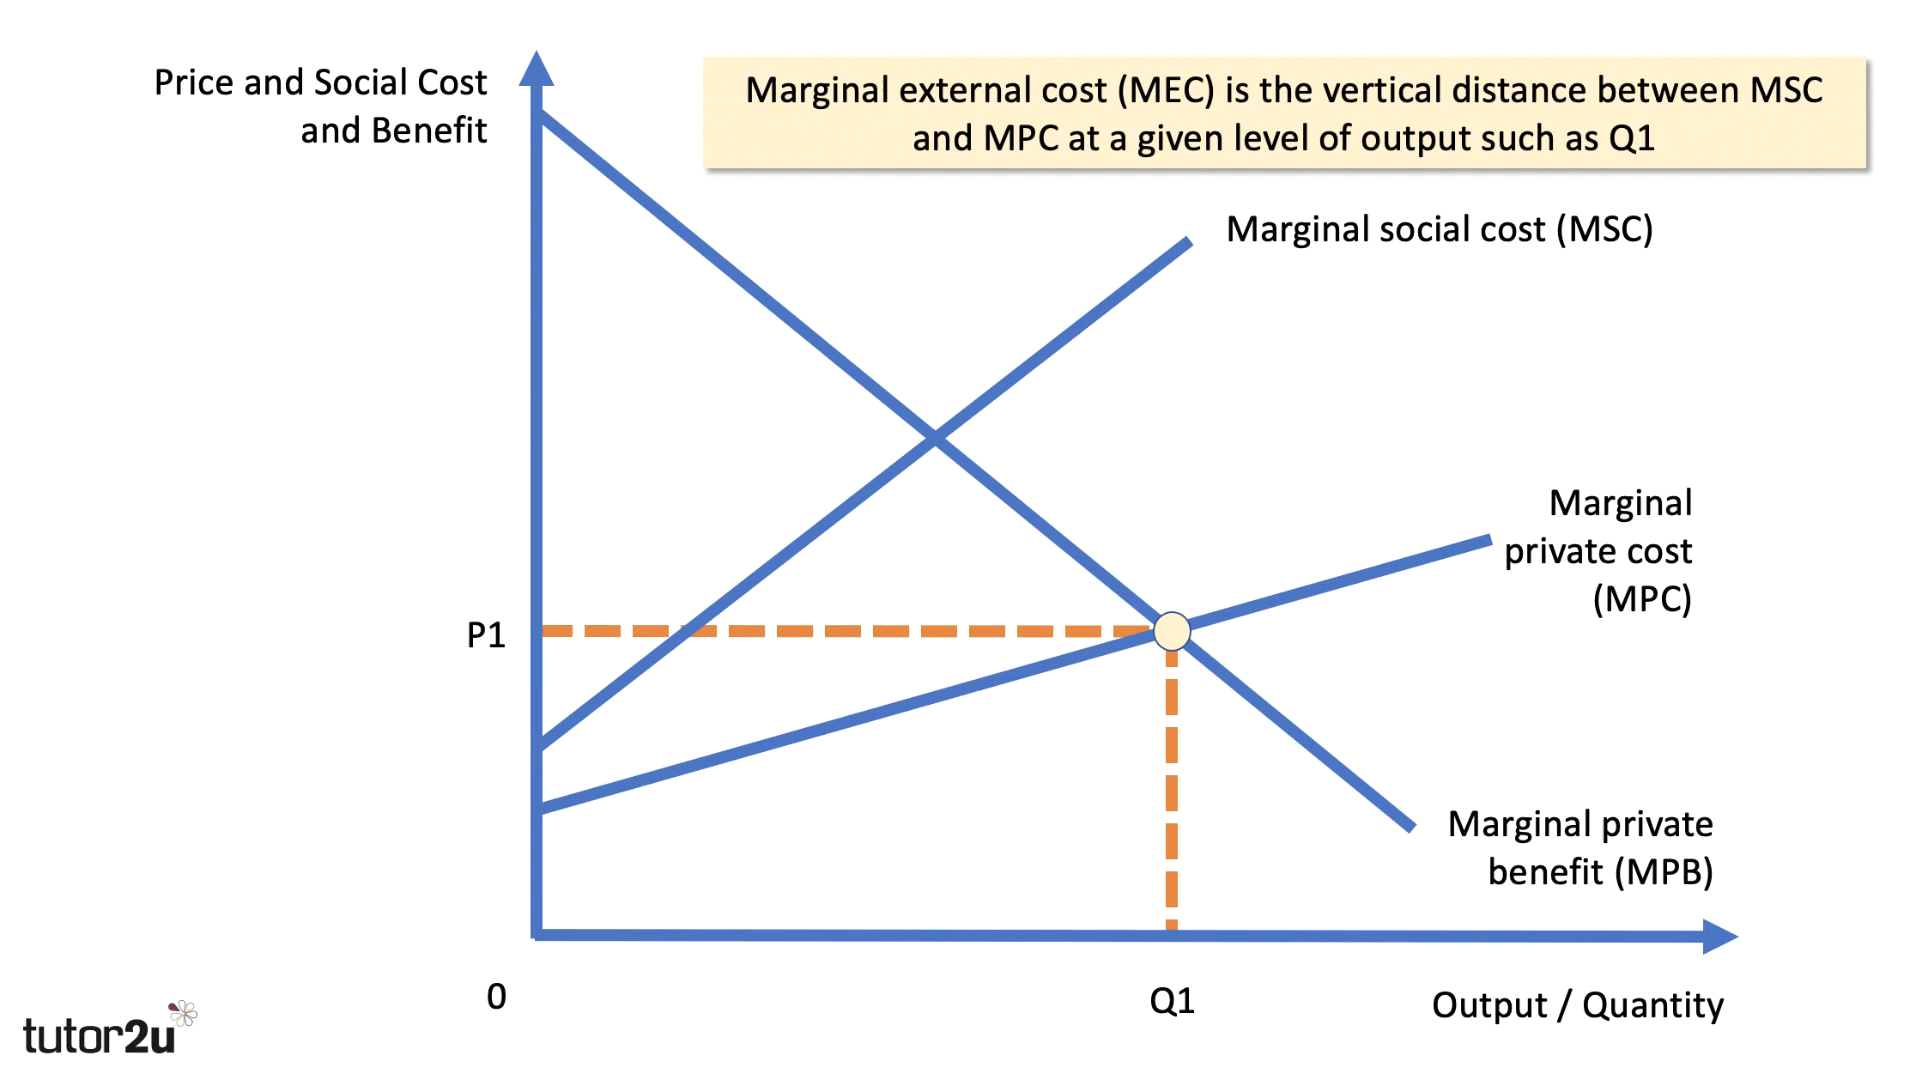 Price and Social Cost
and Benefit
Marginal external cost (MEC) is the vertical distance between MSC
and MPC at a given level of output such as Q1
Marginal social cost (MSC)
Marginal
private cost
(MPC)
P1
Marginal private
benefit (MPB)
0
Q1
Output / Quantity
tutor2u